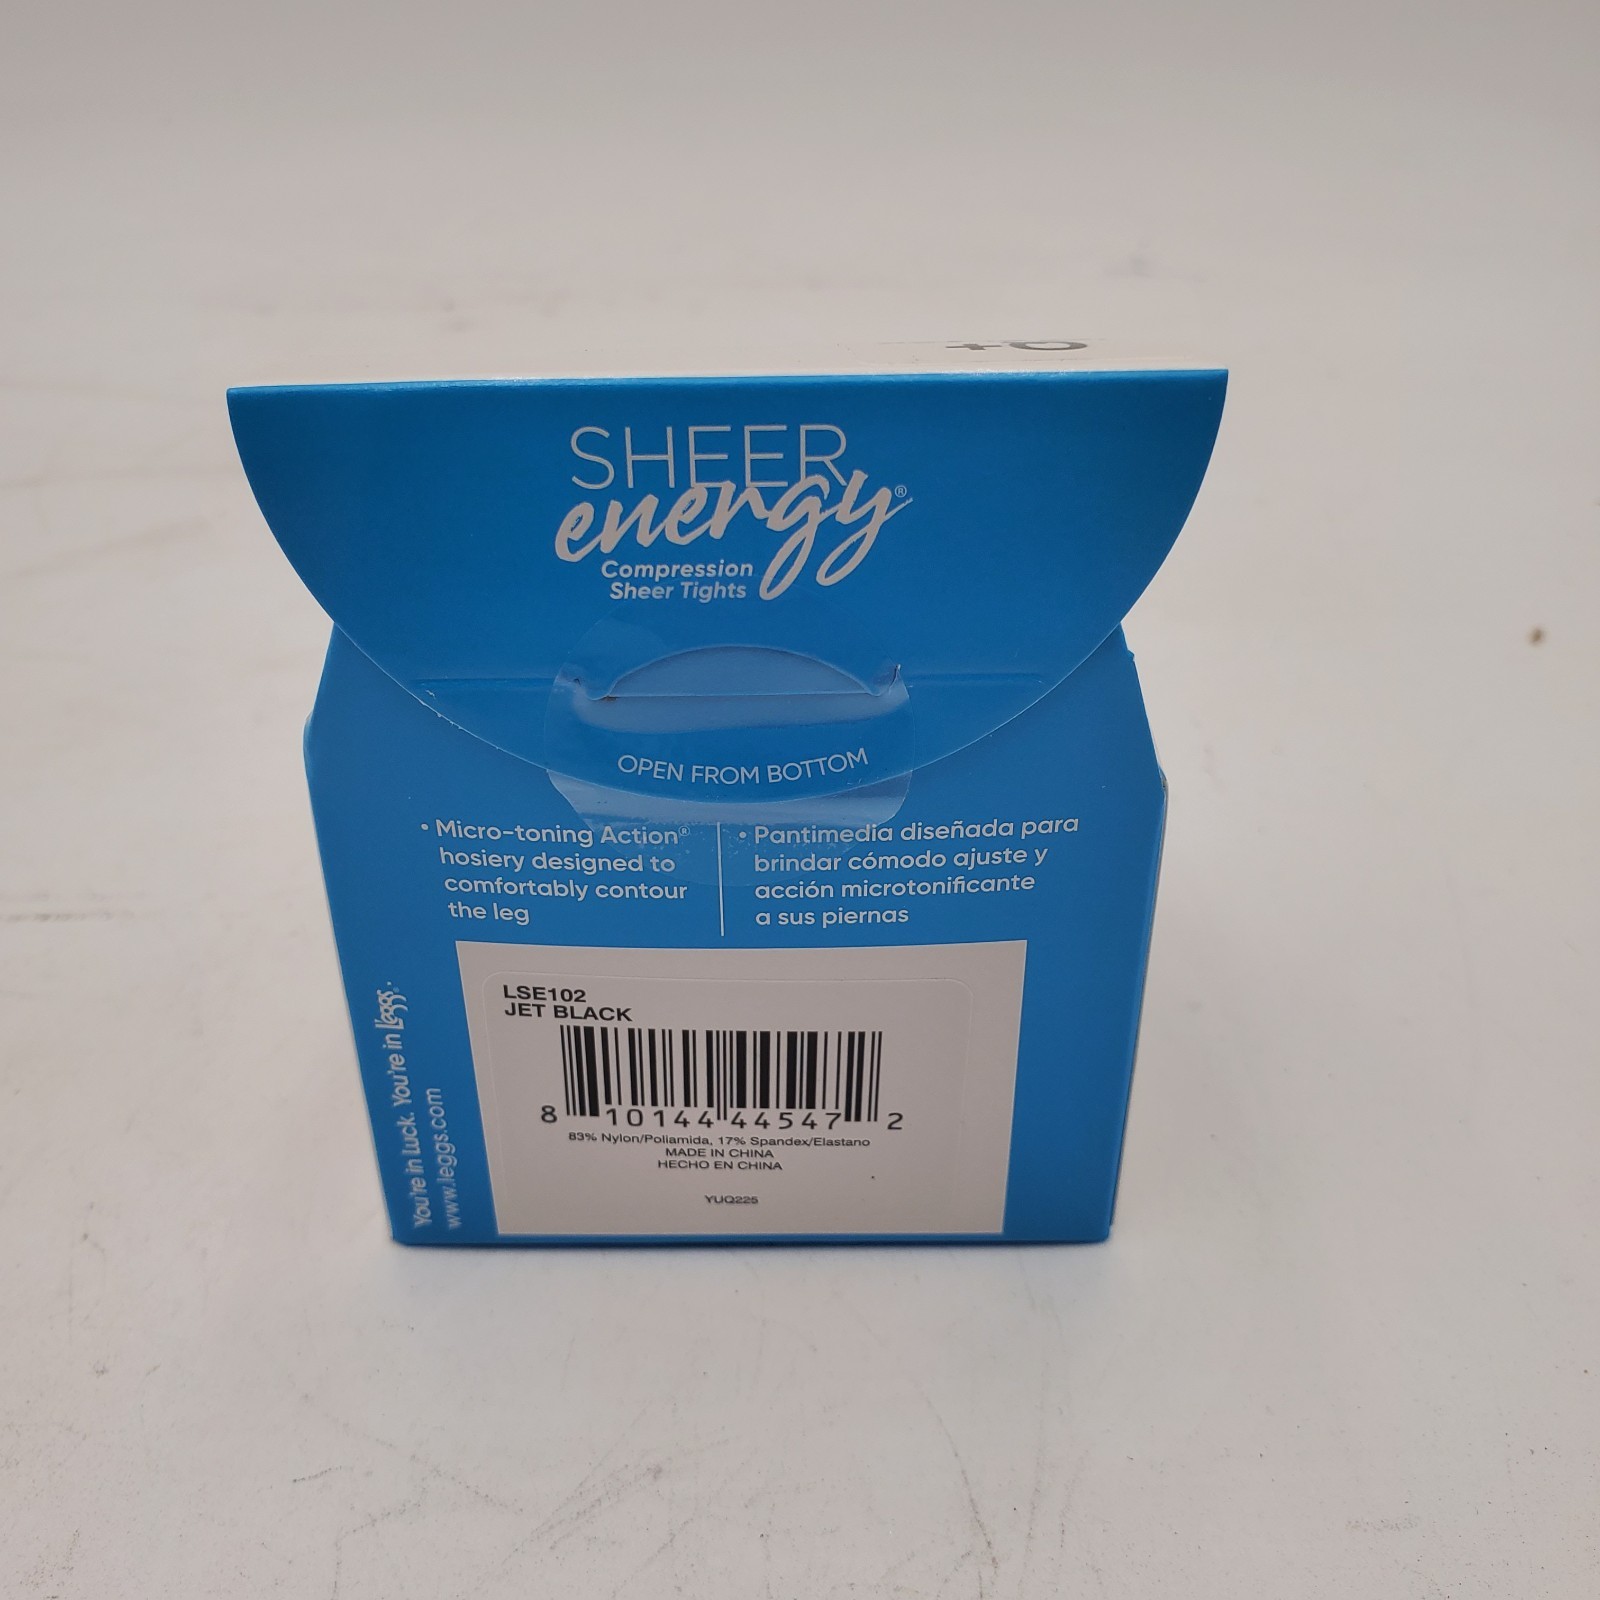 Q+
SHEER
energy®
Compression
Sheer Tights
OPEN FROM BOTTOM
• Micro-toning Action®
hosiery designed to
comfortably contour
the leg
• Pantimedia diseñada para
brindar cómodo ajuste y
acción microtonificante
a sus piernas
You're in Luck. You're in L'eggs®.
www.leggs.com
LSE102
JET BLACK
8 10144 44547 2
83% Nylon/Poliamida, 17% Spandex/Elastano
MADE IN CHINA
HECHO EN CHINA
YUQ225